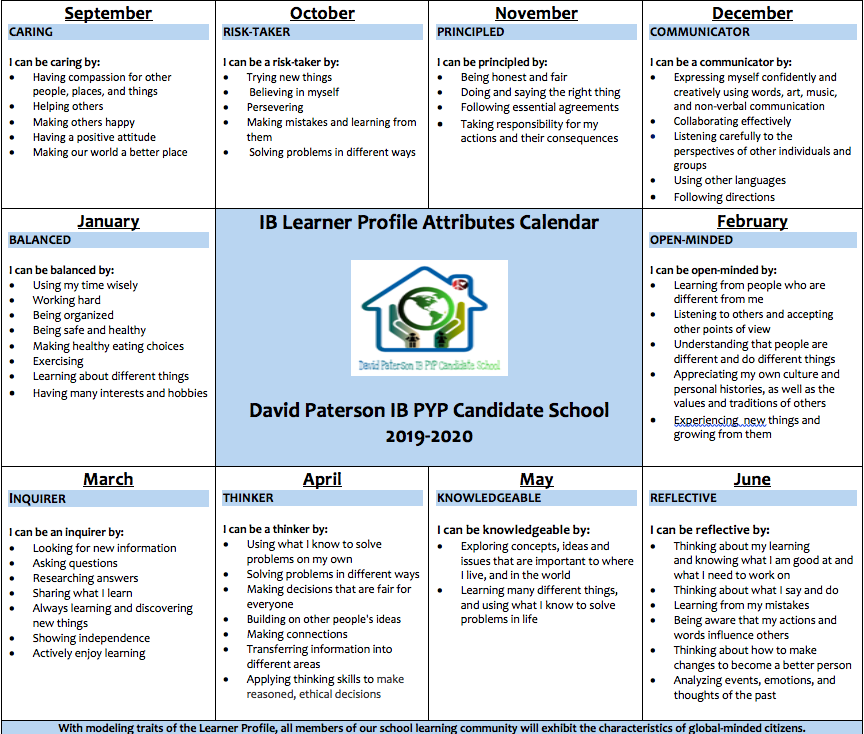 September
CARING
I can be caring by:
• Having compassion for other
people, places, and things
• Helping others
• Making others happy
• Having a positive attitude
• Making our world a better place
October
RISK-TAKER
I can be a risk-taker by:
• Trying new things
• Believing in myself
• Persevering
• Making mistakes and learning from
them
• Solving problems in different ways
November
PRINCIPLED
I can be principled by:
• Being honest and fair
• Doing and saying the right thing
• Following essential agreements
• Taking responsibility for my
actions and their consequences
December
COMMUNICATOR
I can be a communicator by:
• Expressing myself confidently and
creatively using words, art, music,
and non-verbal communication
• Collaborating effectively
• Listening carefully to the
perspectives of other individuals and
groups
• Using other languages
• Following directions
January
BALANCED
I can be balanced by:
• Using my time wisely
• Working hard
• Being organized
• Being safe and healthy
• Making healthy eating choices
• Exercising
• Learning about different things
• Having many interests and hobbies
IB Learner Profile Attributes Calendar
David Paterson IB PYP Candidate School
David Paterson IB PYP Candidate School
2019-2020
February
OPEN-MINDED
I can be open-minded by:
• Learning from people who are
different from me
• Listening to others and accepting
other points of view
• Understanding that people are
different and do different things
• Appreciating my own culture and
personal histories, as well as the
values and traditions of others
• Experiencing new things and
growing from them
March
INQUIRER
I can be an inquirer by:
• Looking for new information
• Asking questions
• Researching answers
• Sharing what I learn
• Always learning and discovering
new things
• Showing independence
• Actively enjoy learning
April
THINKER
I can be a thinker by:
• Using what I know to solve
problems on my own
• Solving problems in different ways
• Making decisions that are fair for
everyone
• Building on other people's ideas
• Making connections
• Transferring information into
different areas
• Applying thinking skills to make
reasoned, ethical decisions
May
KNOWLEDGEABLE
I can be knowledgeable by:
• Exploring concepts, ideas and
issues that are important to where
I live, and in the world
• Learning many different things,
and using what I know to solve
problems in life
June
REFLECTIVE
I can be reflective by:
• Thinking about my learning
and knowing what I am good at and
what I need to work on
• Thinking about what I say and do
• Learning from my mistakes
• Being aware that my actions and
words influence others
• Thinking about how to make
changes to become a better person
• Analyzing events, emotions, and
thoughts of the past
With modeling traits of the Learner Profile, all members of our school learning community will exhibit the characteristics of global-minded citizens.